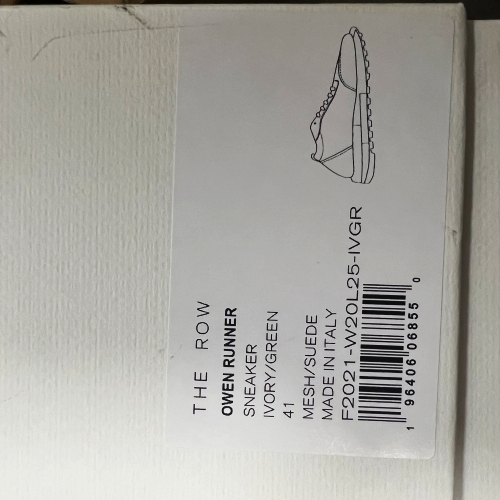 THE ROW
OWEN RUNNER
SNEAKER
IVORY/GREEN
41
MESH/SUEDE
MADE IN ITALY
F2021-W20L25-IVGR
1 96406 06855 0